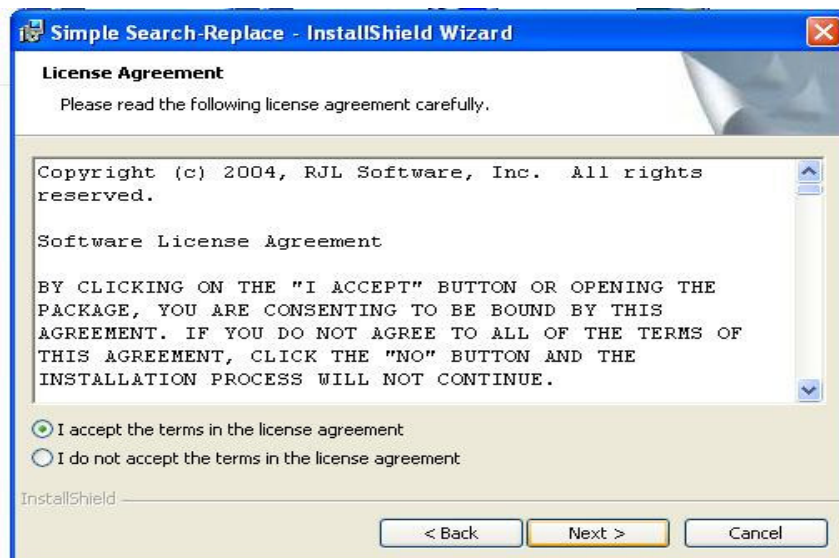 Simple Search-Replace - InstallShield Wizard
License Agreement
Please read the following license agreement carefully.
Copyright (c) 2004, RJL Software, Inc.  All rights
reserved.
Software License Agreement
BY CLICKING ON THE "I ACCEPT" BUTTON OR OPENING THE
PACKAGE, YOU ARE CONSENTING TO BE BOUND BY THIS
AGREEMENT. IF YOU DO NOT AGREE TO ALL OF THE TERMS OF
THIS AGREEMENT, CLICK THE "NO" BUTTON AND THE
INSTALLATION PROCESS WILL NOT CONTINUE.
I accept the terms in the license agreement
I do not accept the terms in the license agreement
InstallShield
< Back
Next >
Cancel